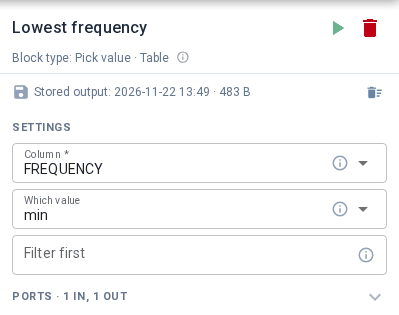 Lowest frequency
Block type: Pick value · Table
Stored output: 2026-11-22 13:49 · 483 B
SETTINGS
Column *
FREQUENCY
Which value
min
Filter first
PORTS · 1 IN, 1 OUT